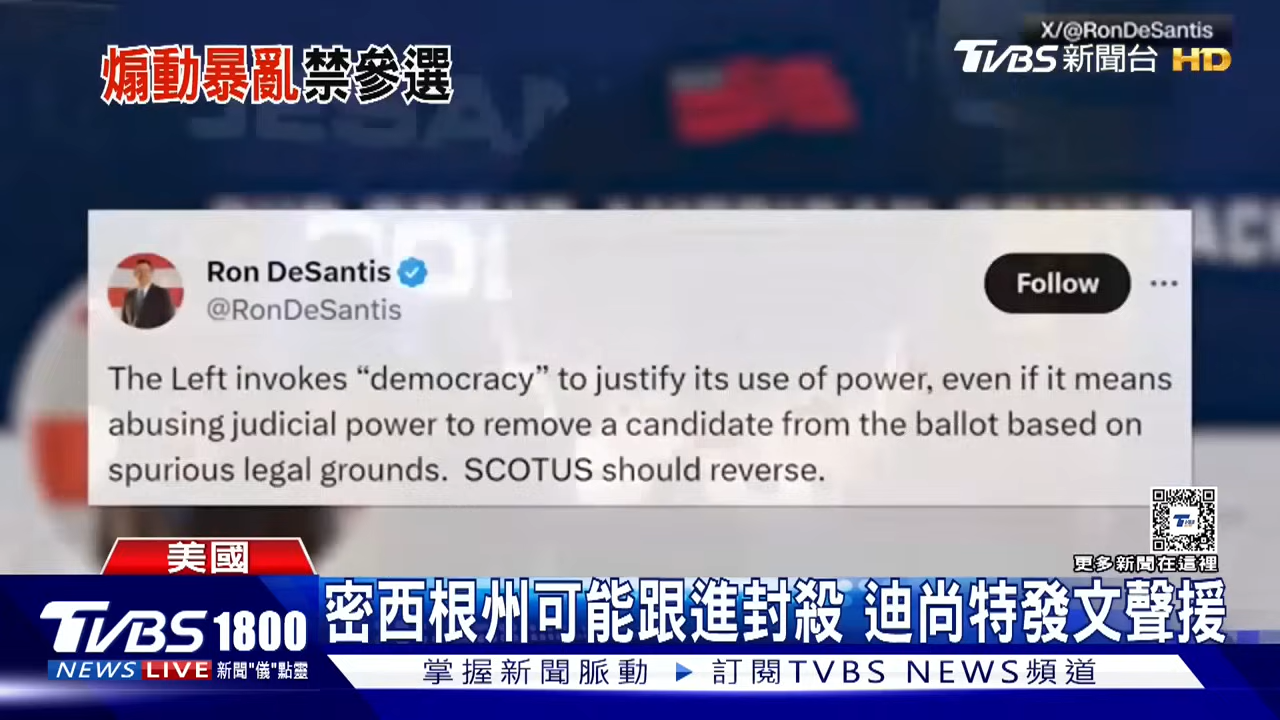 X/@RonDeSantis
煽動暴亂禁參選
TVBS新聞台 HD
Ron DeSantis
@RonDeSantis
Follow
The Left invokes “democracy” to justify its use of power, even if it means
abusing judicial power to remove a candidate from the ballot based on
spurious legal grounds. SCOTUS should reverse.
更多新聞在這裡
美國
密西根州可能跟進封殺 迪尚特發文聲援
TVBS 1800
NEWS LIVE 新聞"儀"點靈
掌握新聞脈動 ▶ 訂閱TVBS NEWS頻道